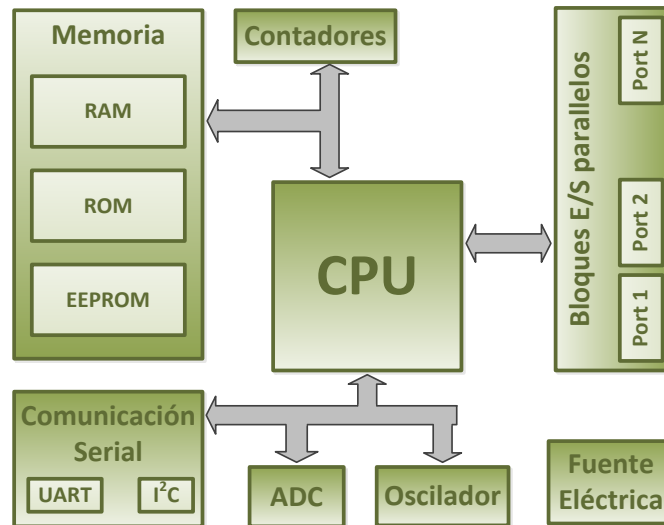 Memoria
RAM
ROM
EEPROM
Contadores
CPU
Bloques E/S parallelos
Port N
Port 2
Port 1
Comunicación
Serial
UART
I²C
ADC
Oscilador
Fuente
Eléctrica